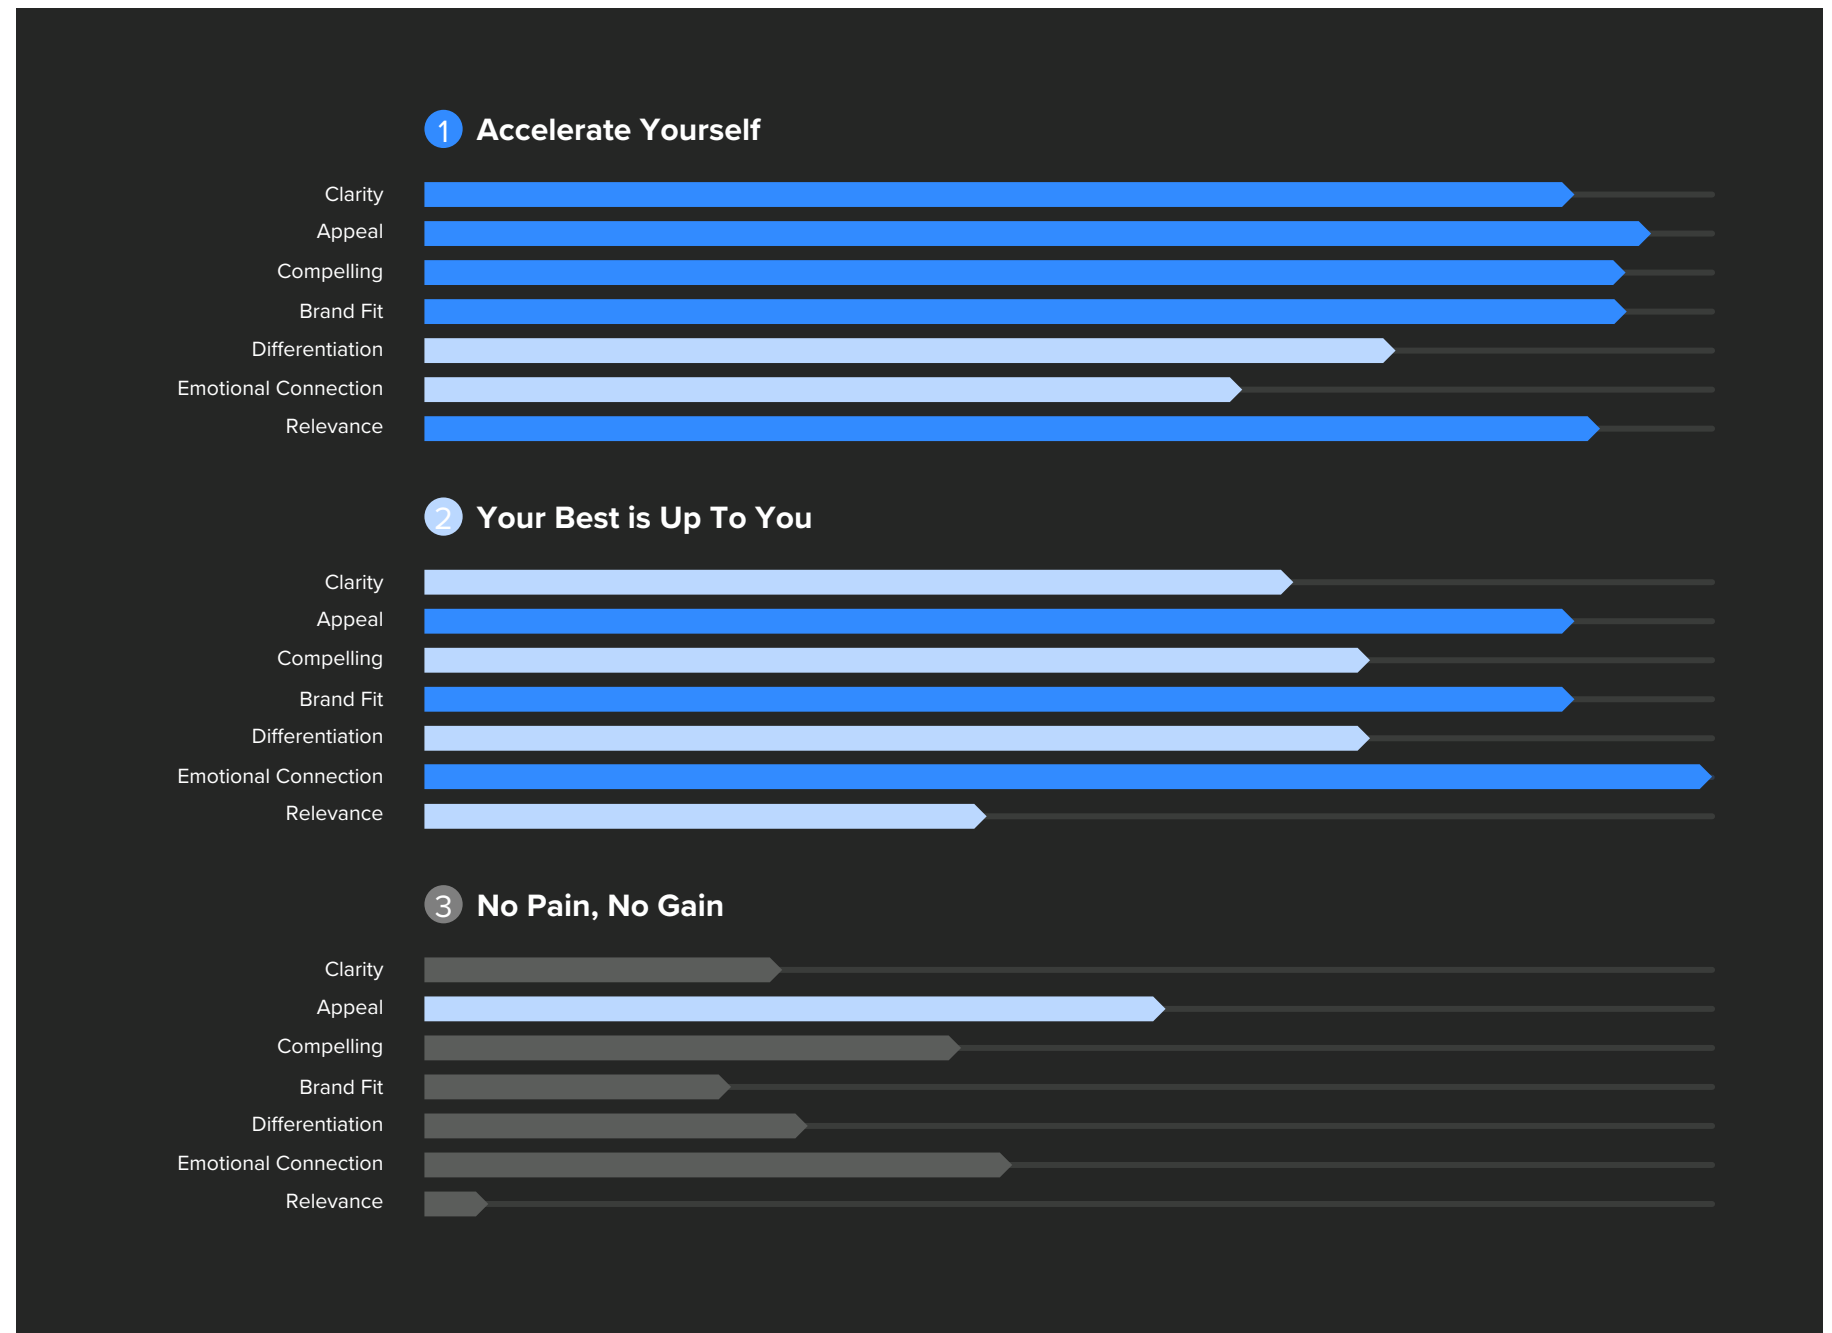 1 Accelerate Yourself
Clarity
Appeal
Compelling
Brand Fit
Differentiation
Emotional Connection
Relevance
2 Your Best is Up To You
Clarity
Appeal
Compelling
Brand Fit
Differentiation
Emotional Connection
Relevance
3 No Pain, No Gain
Clarity
Appeal
Compelling
Brand Fit
Differentiation
Emotional Connection
Relevance